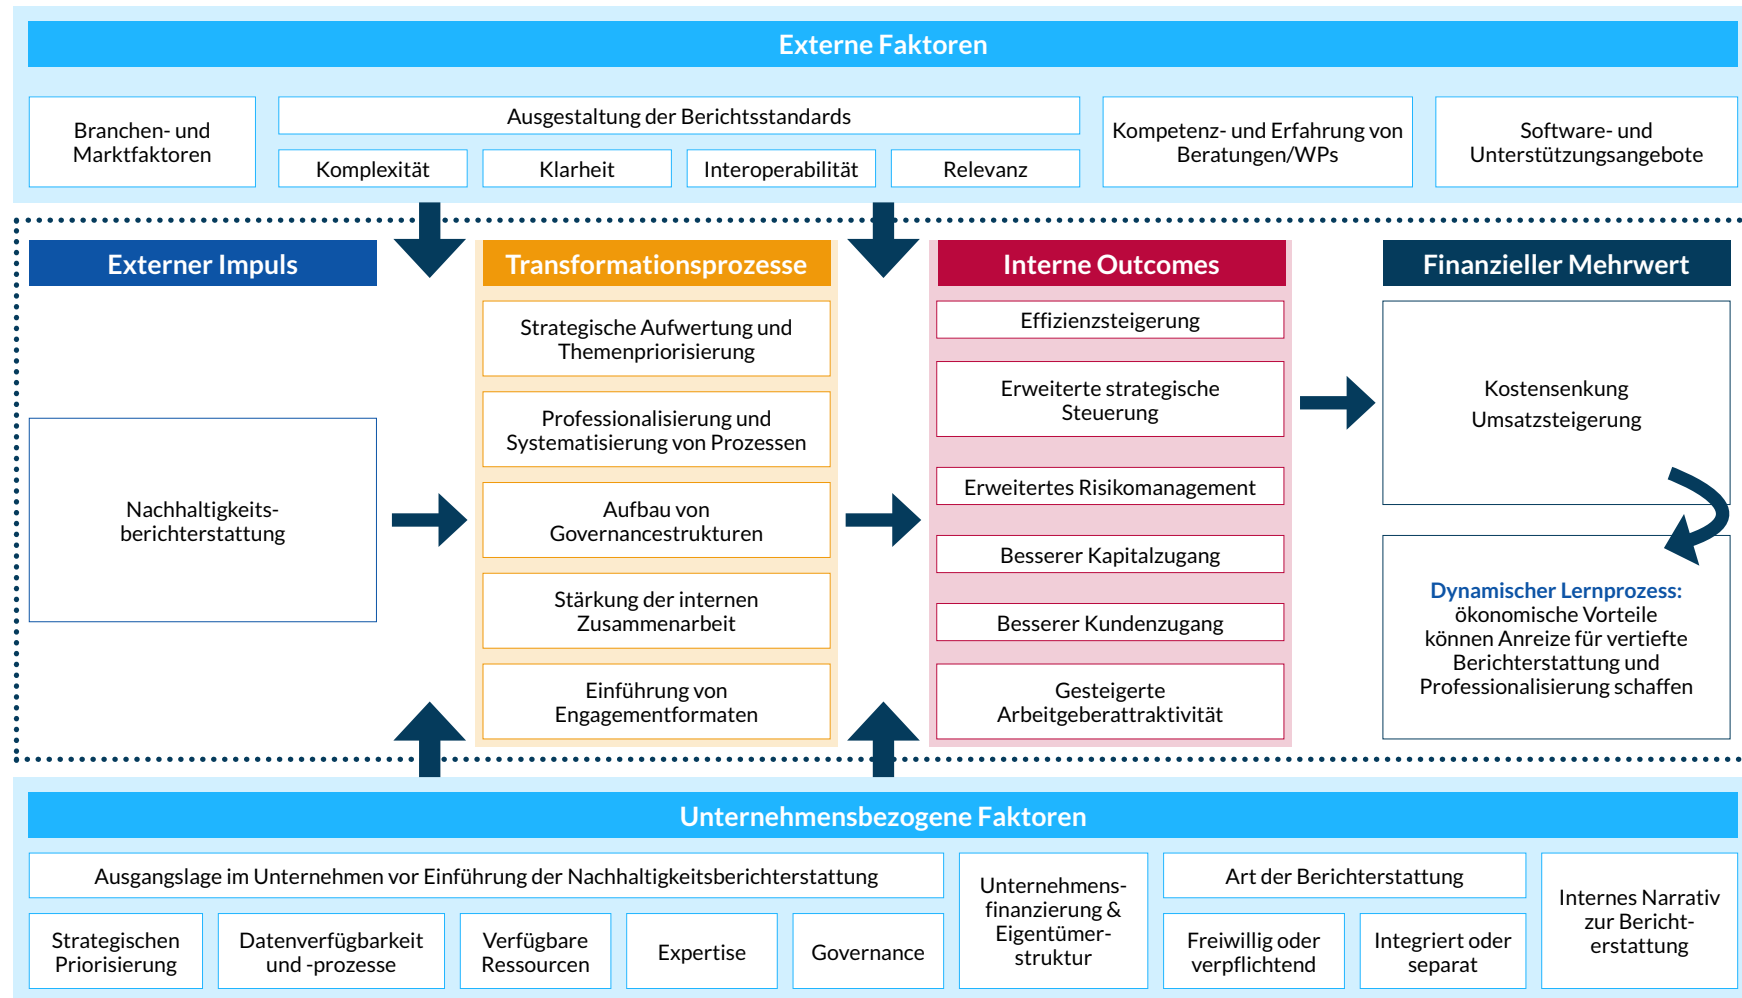 Externe Faktoren
Branchen- und
Marktfaktoren
Ausgestaltung der Berichtsstandards
Komplexität
Klarheit
Interoperabilität
Relevanz
Kompetenz- und Erfahrung von
Beratungen/WPs
Software- und
Unterstützungsangebote
Externer Impuls
Nachhaltigkeits-
berichterstattung
Transformationsprozesse
Strategische Aufwertung und
Themenpriorisierung
Professionalisierung und
Systematisierung von Prozessen
Aufbau von
Governancestrukturen
Stärkung der internen
Zusammenarbeit
Einführung von
Engagementformaten
Interne Outcomes
Effizienzsteigerung
Erweiterte strategische
Steuerung
Erweitertes Risikomanagement
Besserer Kapitalzugang
Besserer Kundenzugang
Gesteigerte
Arbeitgeberattraktivität
Finanzieller Mehrwert
Kostensenkung
Umsatzsteigerung
Dynamischer Lernprozess:
ökonomische Vorteile
können Anreize für vertiefte
Berichterstattung und
Professionalisierung schaffen
Unternehmensbezogene Faktoren
Ausgangslage im Unternehmen vor Einführung der Nachhaltigkeitsberichterstattung
Strategischen
Priorisierung
Datenverfügbarkeit
und -prozesse
Verfügbare
Ressourcen
Expertise
Governance
Unternehmens-
finanzierung &
Eigentümer-
struktur
Art der Berichterstattung
Freiwillig oder
verpflichtend
Integriert oder
separat
Internes Narrativ
zur Bericht-
erstattung